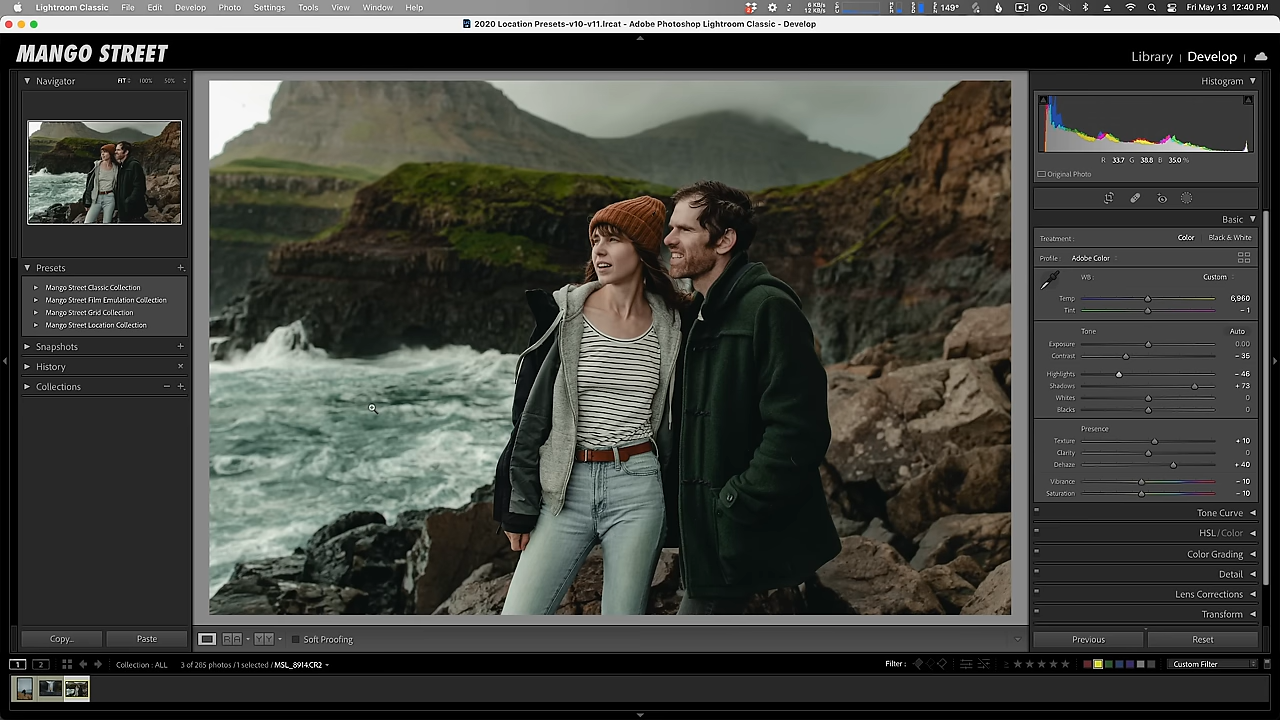 Lightroom Classic File Edit Develop Photo Settings Tools View Window Help 6 KB/s 12 KB/s 149° Fri May 13 12:40 PM
2020 Location Presets-v10-v11.lrcat - Adobe Photoshop Lightroom Classic - Develop
MANGO STREET
Library | Develop |
Navigator FIT 100% 50%
Histogram
R 33.7 G 38.8 B 35.0 %
Original Photo
Basic
Treatment : Color Black & White
Profile : Adobe Color
WB : Custom
Temp 6,960
Tint – 1
Tone Auto
Exposure 0.00
Contrast – 35
Highlights – 46
Shadows + 73
Whites 0
Blacks 0
Presence
Texture + 10
Clarity 0
Dehaze + 40
Vibrance – 10
Saturation – 10
Tone Curve
HSL / Color
Color Grading
Detail
Lens Corrections
Transform
Previous Reset
Presets
Mango Street Classic Collection
Mango Street Film Emulation Collection
Mango Street Grid Collection
Mango Street Location Collection
Snapshots
History
Collections
Copy... Paste
Soft Proofing
1 2 Collection : ALL 3 of 285 photos / 1 selected / MSL_8914.CR2 Filter : Custom Filter